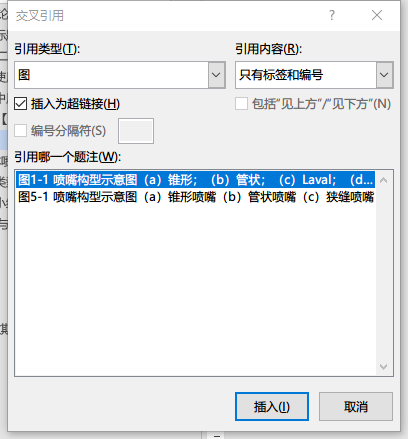 交叉引用
? ×
引用类型(T): 引用内容(R):
图 只有标签和编号
插入为超链接(H) 包括“见上方”/“见下方”(N)
编号分隔符(S)
引用哪一个题注(W):
图1-1 喷嘴构型示意图（a）锥形；（b）管状；（c）Laval；（d...
图5-1 喷嘴构型示意图（a）锥形喷嘴（b）管状喷嘴（c）狭缝喷嘴
插入(I) 取消